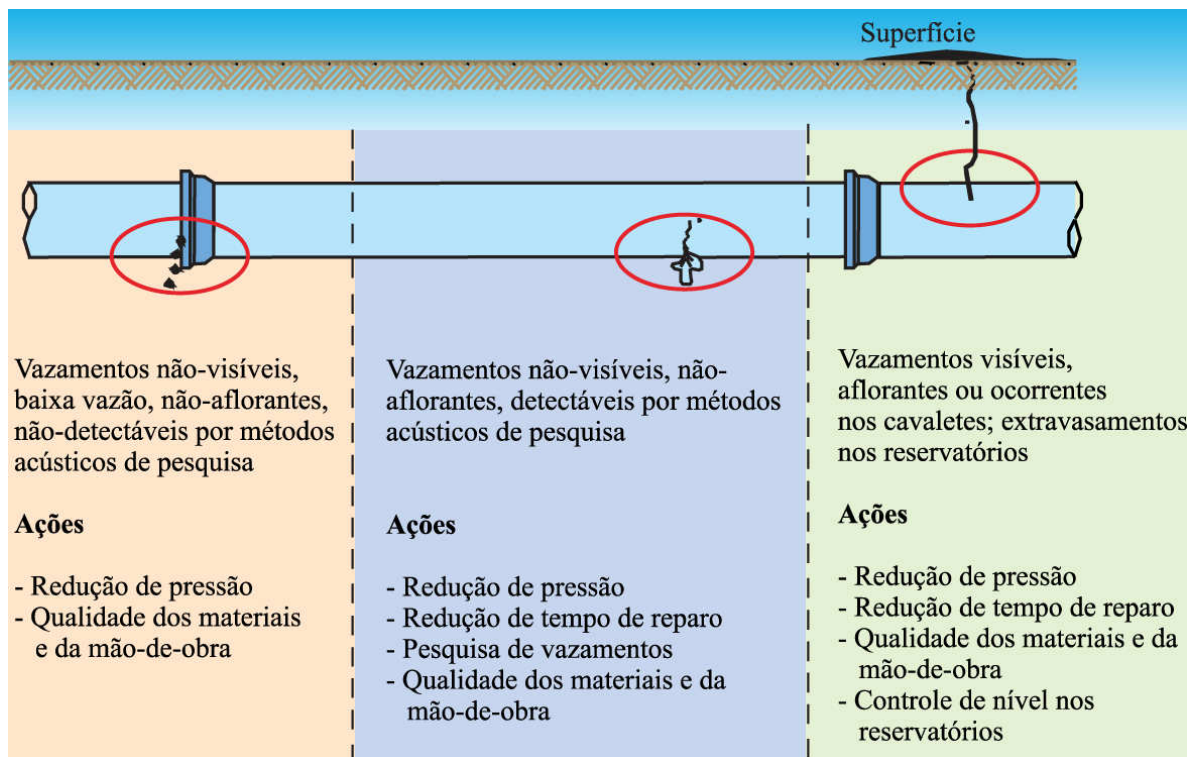 Superfície
Vazamentos não-visíveis,
baixa vazão, não-aflorantes,
não-detectáveis por métodos
acústicos de pesquisa
Ações
- Redução de pressão
- Qualidade dos materiais
e da mão-de-obra
Vazamentos não-visíveis, não-
aflorantes, detectáveis por métodos
acústicos de pesquisa
Ações
- Redução de pressão
- Redução de tempo de reparo
- Pesquisa de vazamentos
- Qualidade dos materiais e da
mão-de-obra
Vazamentos visíveis,
aflorantes ou ocorrentes
nos cavaletes; extravasamentos
nos reservatórios
Ações
- Redução de pressão
- Redução de tempo de reparo
- Qualidade dos materiais e da
mão-de-obra
- Controle de nível nos
reservatórios